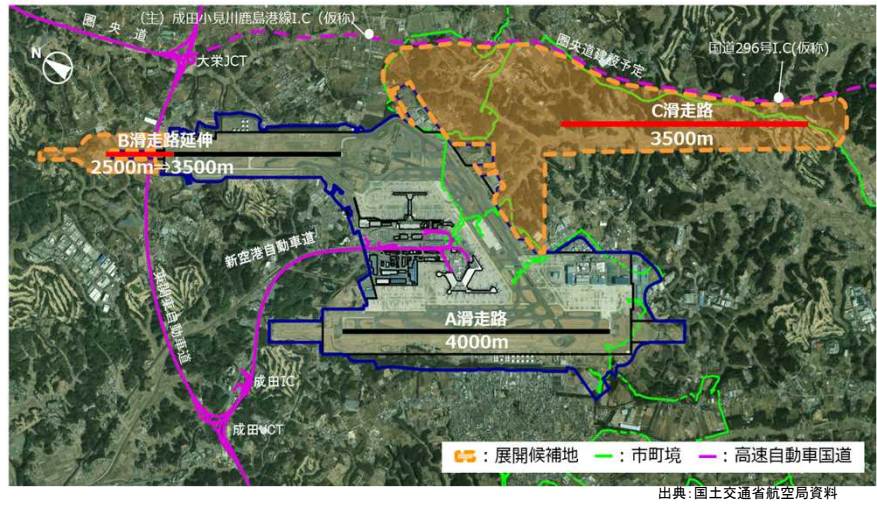 (主) 成田小見川鹿島港線I.C (仮称)
圏央道
大栄JCT
圏央道建設予定
国道296号I.C(仮称)
N
C滑走路
3500m
B滑走路延伸
2500m⇒3500m
新空港自動車道
東関東自動車道
A滑走路
4000m
成田IC
成田JCT
：展開候補地 ：市町境 ：高速自動車国道
出典：国土交通省航空局資料